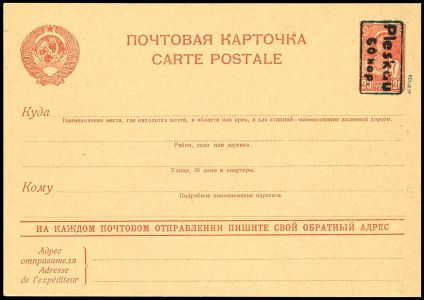 ПОЧТОВАЯ КАРТОЧКА
CARTE POSTALE
Pleskau
60 коп
Куда
Наименование места, где находится почта, и области или края, а для станций—наименование железной дороги.
Район, село или деревня.
Улица, № дома и квартиры.
Кому
Подробное наименование адресата.
НА КАЖДОМ ПОЧТОВОМ ОТПРАВЛЕНИИ ПИШИТЕ СВОЙ ОБРАТНЫЙ АДРЕС
Адрес
отправителя
Adresse
de l'expéditeur